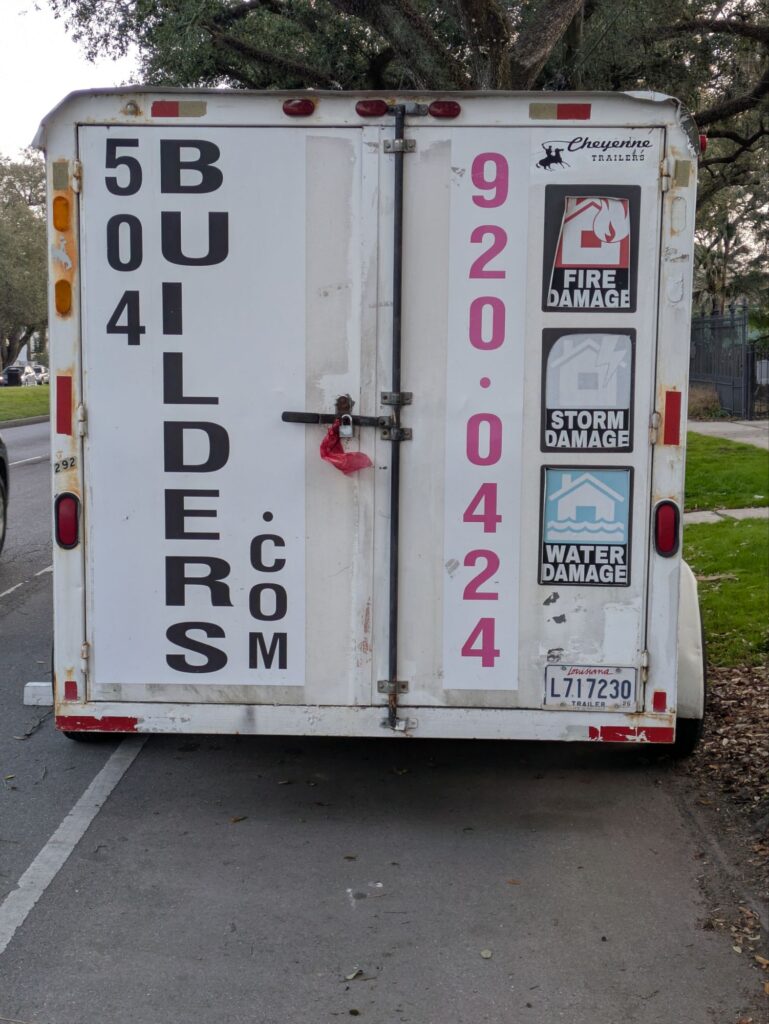 504
BUILDERS
.COM
920.0424
Cheyenne
TRAILERS
FIRE
DAMAGE
STORM
DAMAGE
WATER
DAMAGE
292
Louisiana
L717230
TRAILER